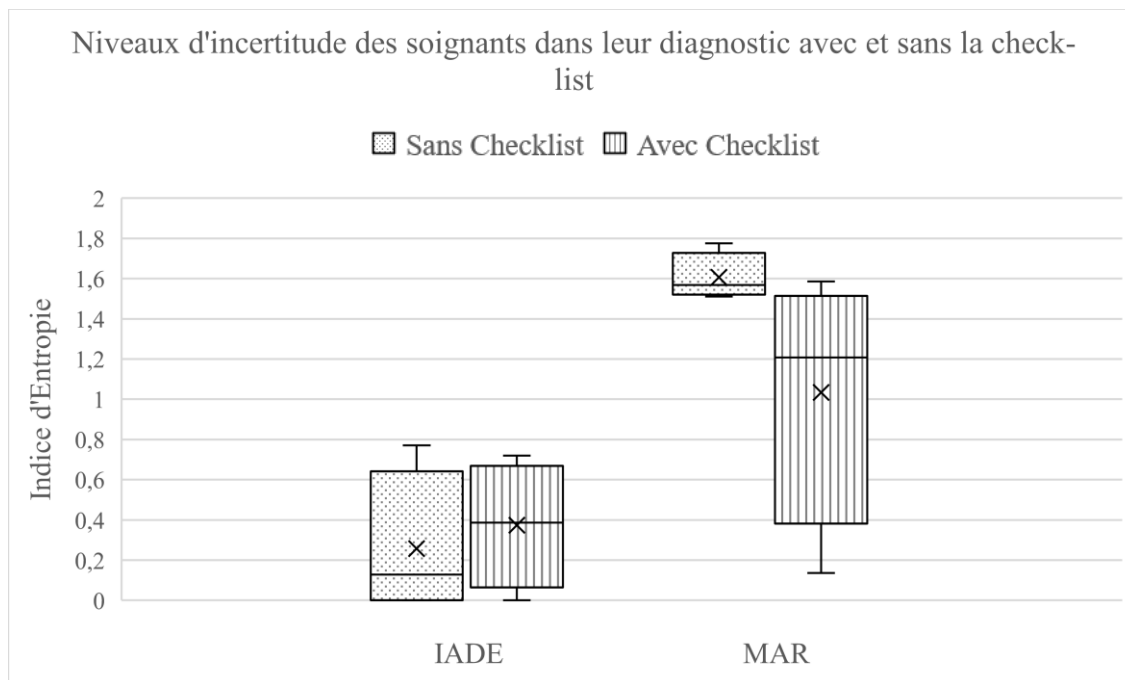 Niveaux d'incertitude des soignants dans leur diagnostic avec et sans la check-
list
Sans Checklist Avec Checklist
2
1,8
1,6
1,4
1,2
1
0,8
0,6
0,4
0,2
0
Indice d'Entropie
IADE MAR